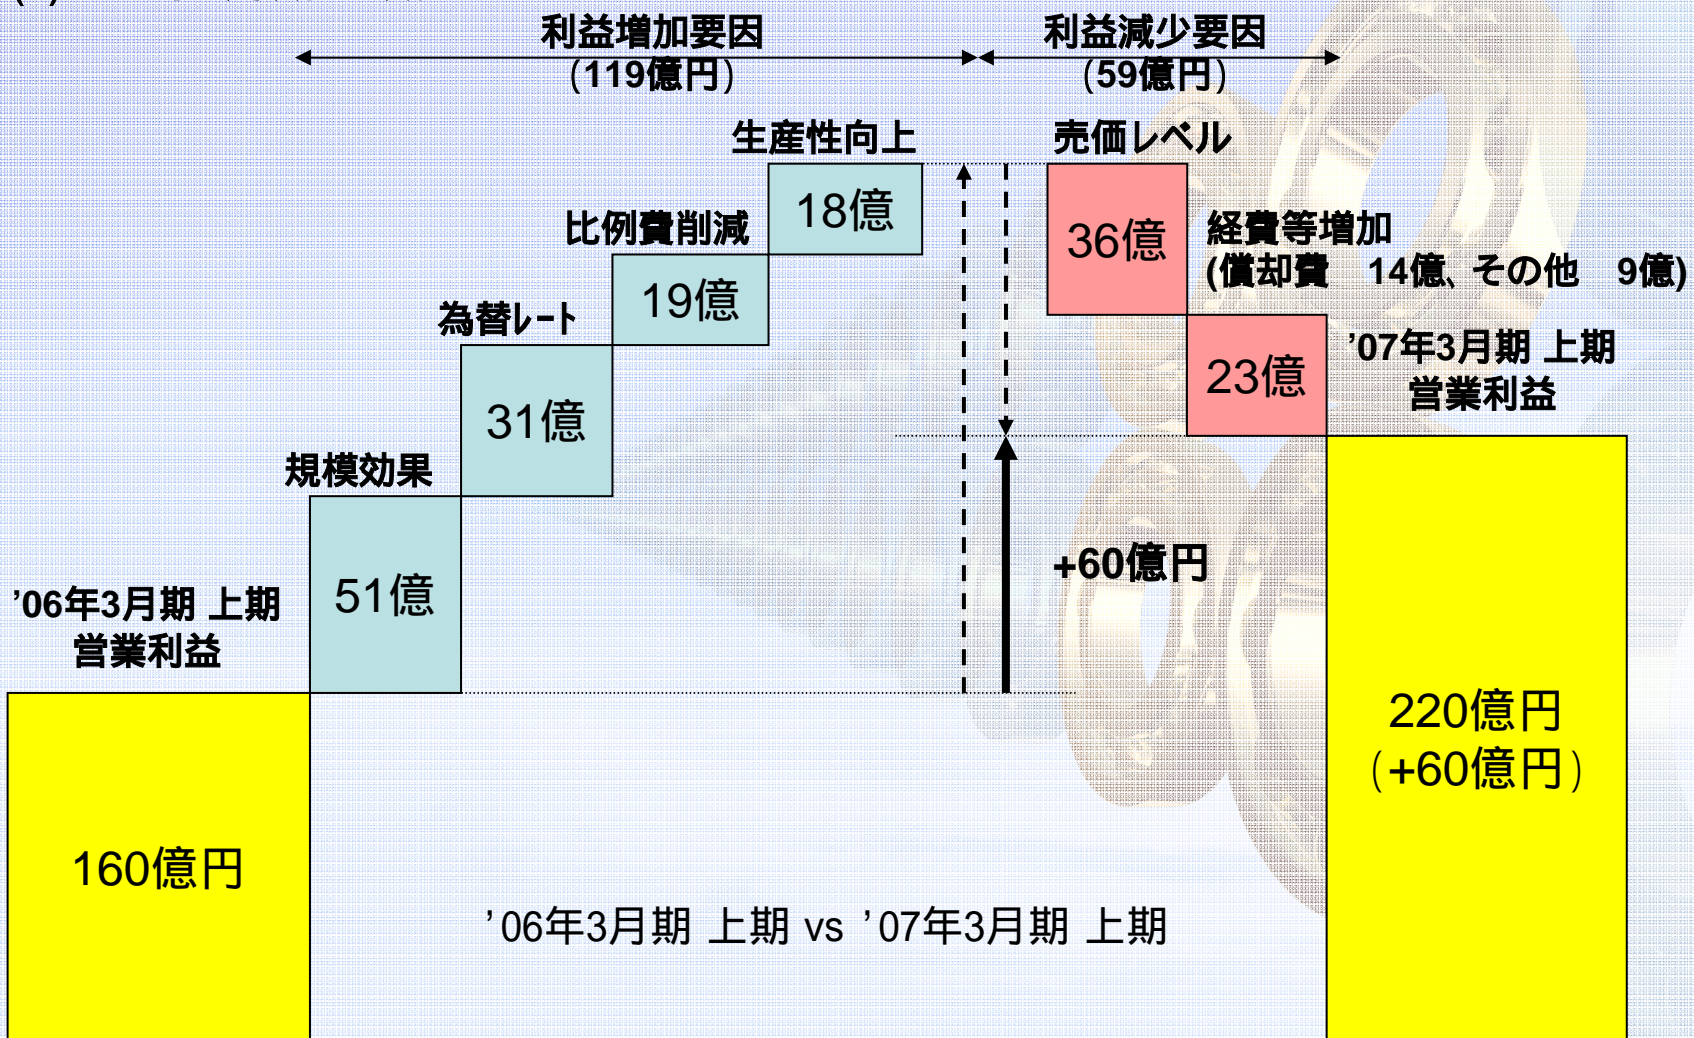 利益増加要因
（119億円）
利益減少要因
（59億円）
生産性向上
売価レベル
18億
比例費削減
36億
経費等増加
(償却費　14億、その他　9億)
19億
為替レート
'07年3月期 上期
営業利益
23億
31億
規模効果
+60億円
51億
'06年3月期 上期
営業利益
220億円
（+60億円）
160億円
'06年3月期 上期 vs '07年3月期 上期